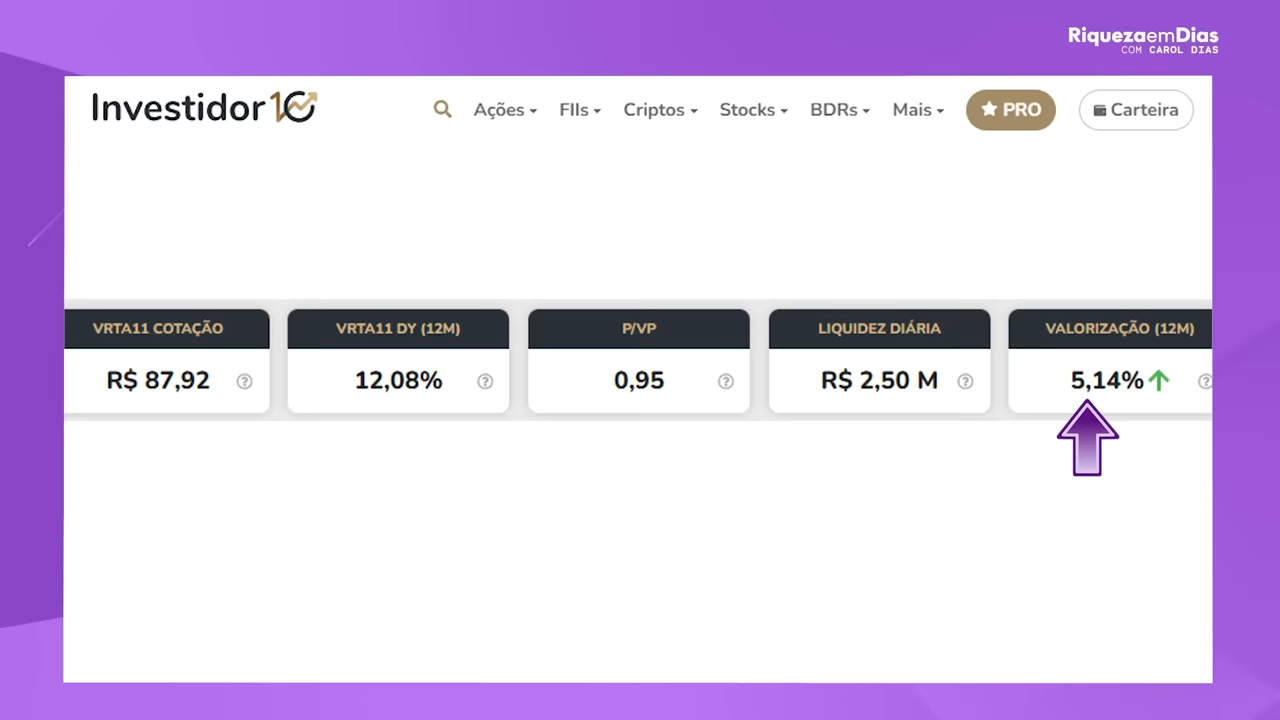 RiquezaemDias
COM CAROL DIAS
Investidor10
Ações
FIIs
Criptos
Stocks
BDRs
Mais
PRO
Carteira
VRTA11 COTAÇÃO
R$ 87,92
VRTA11 DY (12M)
12,08%
P/VP
0,95
LIQUIDEZ DIÁRIA
R$ 2,50 M
VALORIZAÇÃO (12M)
5,14%